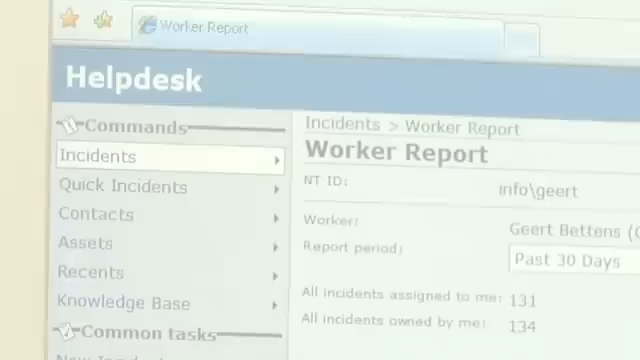 Worker Report
Helpdesk
Commands
Incidents
Quick Incidents
Contacts
Assets
Recents
Knowledge Base
Common tasks
Incidents > Worker Report
Worker Report
NT ID: info\geert
Worker: Geert Bettens
Report period: Past 30 Days
All incidents assigned to me: 131
All incidents owned by me: 134